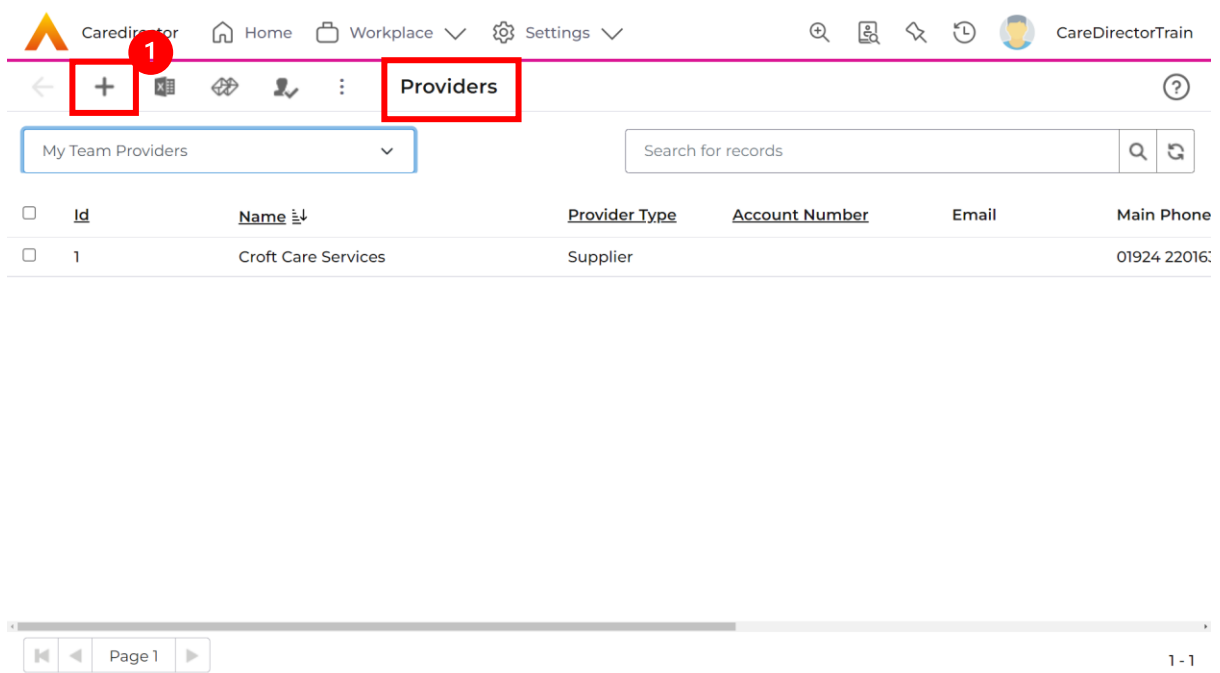 Caredirector Home Workplace Settings CareDirectorTrain
1
Providers
My Team Providers Search for records
Id Name Provider Type Account Number Email Main Phone
1 Croft Care Services Supplier 01924 220163
Page 1
1 - 1